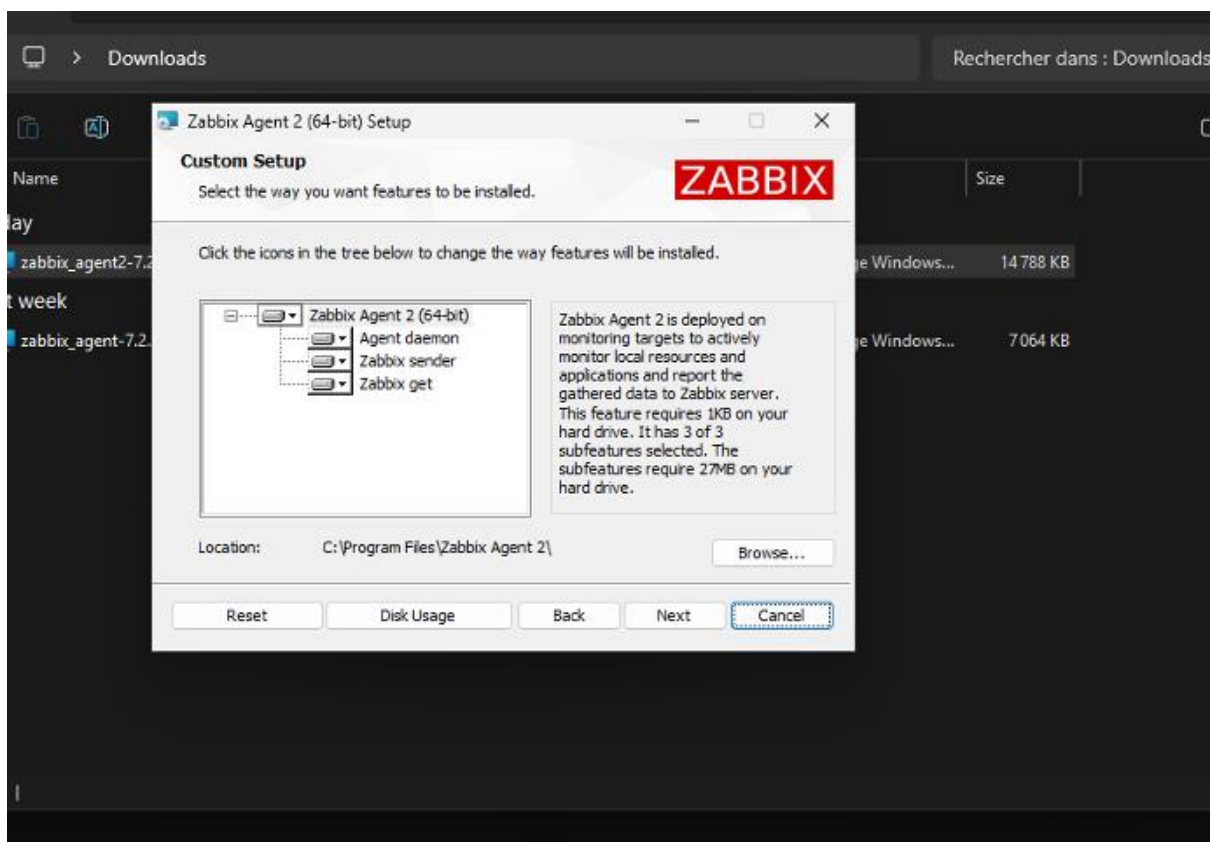 > Downloads
Rechercher dans : Downloads
Zabbix Agent 2 (64-bit) Setup
Custom Setup
Select the way you want features to be installed.
ZABBIX
Name
Size
Click the icons in the tree below to change the way features will be installed.
zabbix_agent2-7.2
ge Windows...
14 788 KB
t week
zabbix_agent-7.2.
ge Windows...
7 064 KB
Zabbix Agent 2 (64-bit)
Agent daemon
Zabbix sender
Zabbix get
Zabbix Agent 2 is deployed on
monitoring targets to actively
monitor local resources and
applications and report the
gathered data to Zabbix server.
This feature requires 1KB on your
hard drive. It has 3 of 3
subfeatures selected. The
subfeatures require 27MB on your
hard drive.
Location:
C:\Program Files\Zabbix Agent 2\
Browse...
Reset
Disk Usage
Back
Next
Cancel